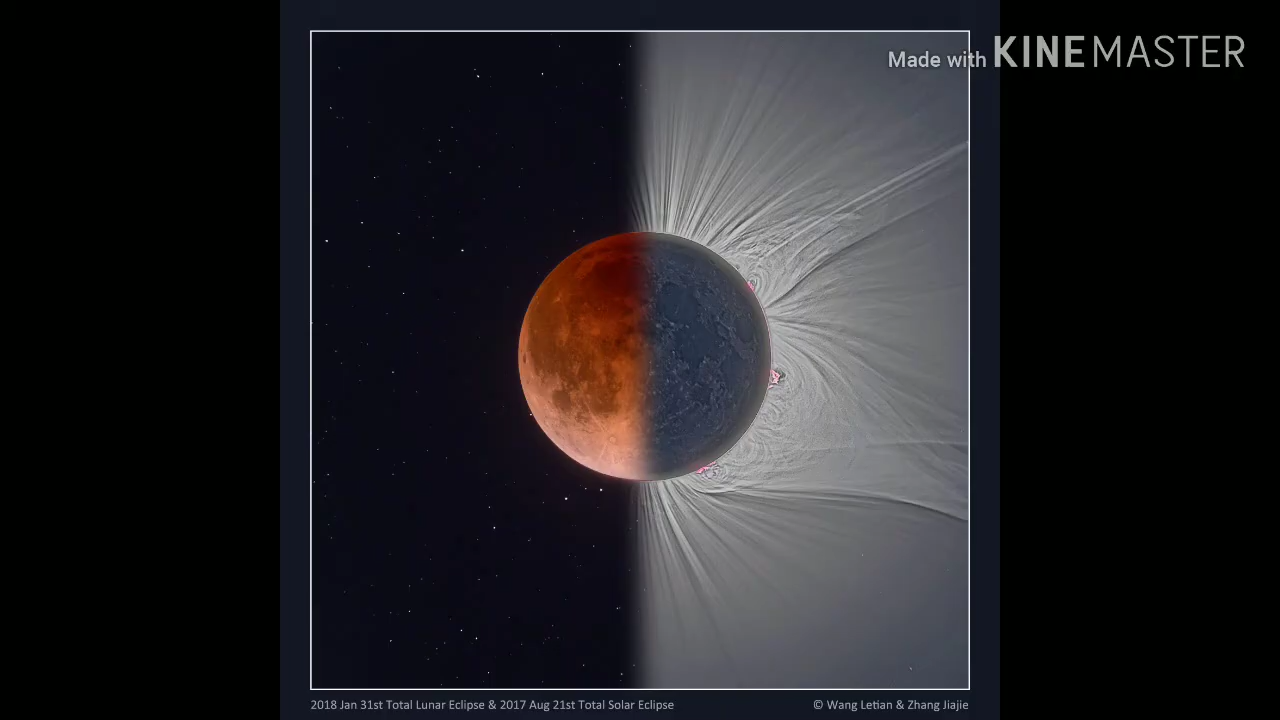 Made with KINEMASTER
2018 Jan 31st Total Lunar Eclipse & 2017 Aug 21st Total Solar Eclipse
© Wang Letian & Zhang Jiajie